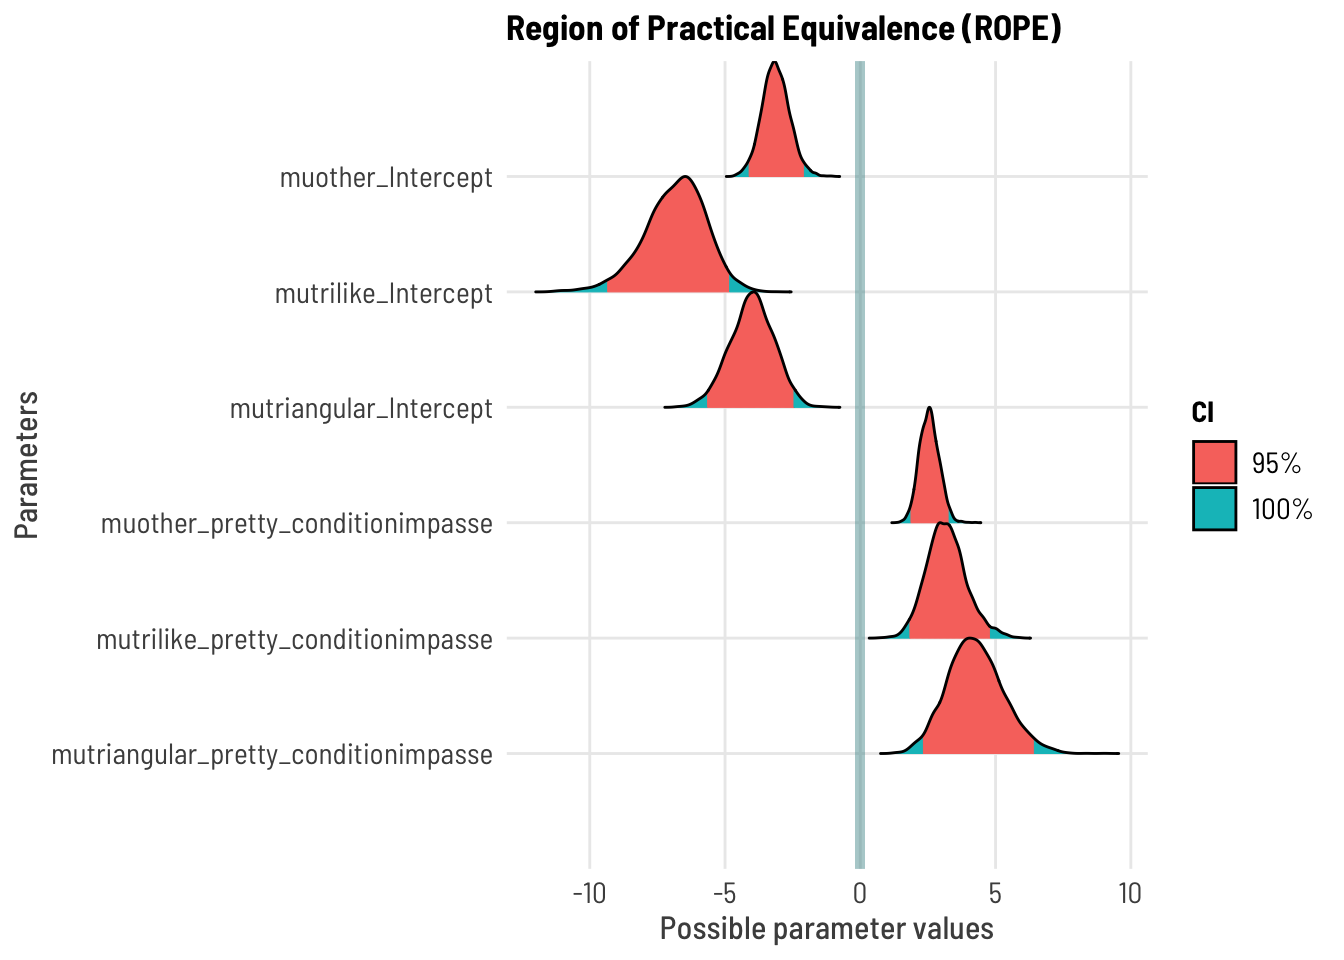 Region of Practical Equivalence (ROPE)
Parameters
muother_Intercept
mutrilike_Intercept
mutriangular_Intercept
muother_pretty_conditionimpasse
mutrilike_pretty_conditionimpasse
mutriangular_pretty_conditionimpasse
-10 -5 0 5 10
Possible parameter values
CI
95%
100%